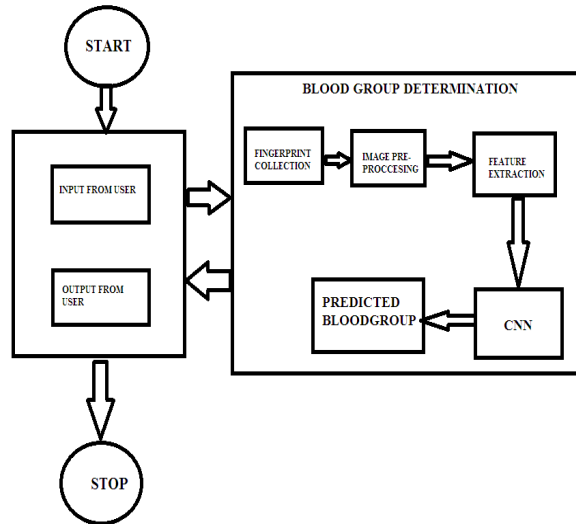 START
BLOOD GROUP DETERMINATION
FINGERPRINT
COLLECTION
IMAGE PRE-
PROCCESING
FEATURE
EXTRACTION
INPUT FROM USER
OUTPUT FROM
USER
PREDICTED
BLOODGROUP
CNN
STOP